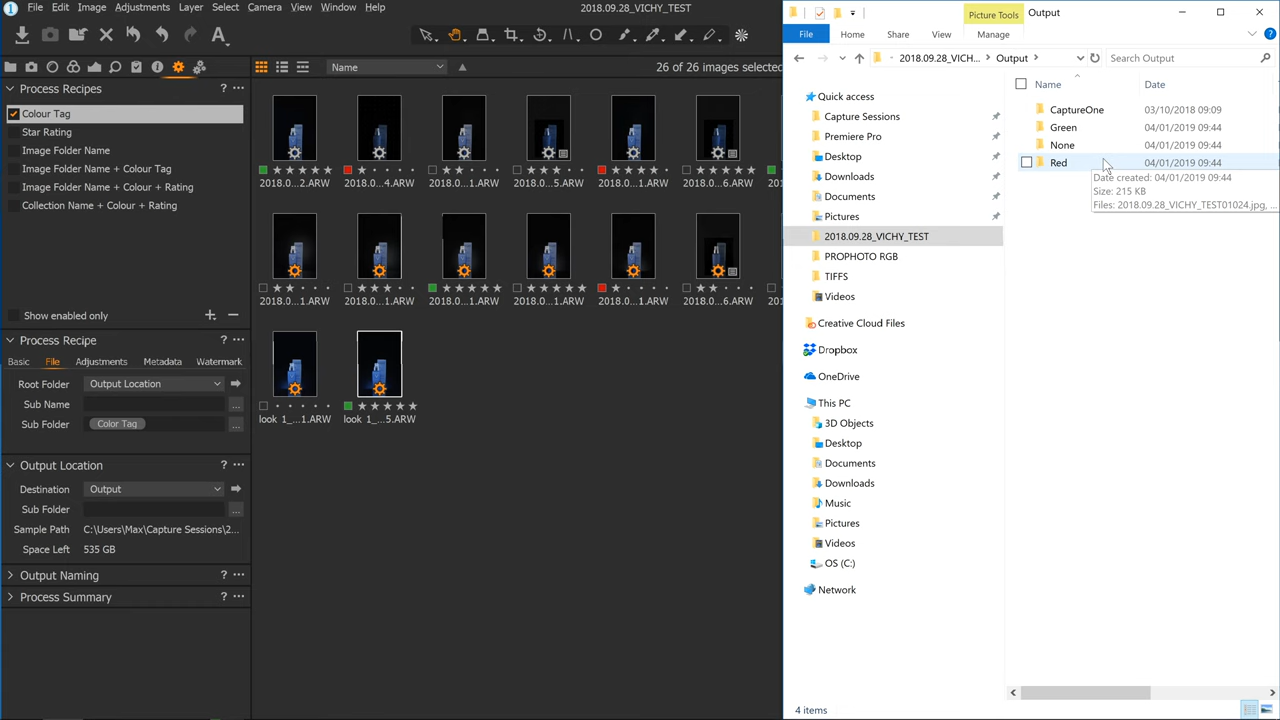 File Edit Image Adjustments Layer Select Camera View Window Help
2018.09.28_VICHY_TEST
Name
26 of 26 images selected
Process Recipes ?
Colour Tag
Star Rating
Image Folder Name
Image Folder Name + Colour Tag
Image Folder Name + Colour + Rating
Collection Name + Color + Raing
Show enabled only
Process Recipe ?
Basic File Adjustments Metadata Watermark
Root Folder
Sub Name
Sub Folder
Output Location ?
Destination Output
Sub Folder
Sample Path C:\Users\Max\Capture Sessions\2...
Space Left 535 GB
Output Naming ?
Process Summary ?
2018.0...2.ARW 2018.0...4.ARW 2018.0...1.ARW 2018.0...3.ARW 2018.0...6.ARW
2018.0...1.ARW 2018.0...1.ARW 2018.0...1.ARW 2018.0...1.ARW 2018.0...1.ARW 2018.0...6.ARW
look 1_...1.ARW look 1_...5.ARW
Picture Tools Output
File Home Share View Manage
2018.09.28_VICH... Output
Search Output
Quick access
Capture Sessions
Premiere Pro
Desktop
Downloads
Documents
Pictures
2018.09.28_VICHY_TEST
PROPHOTO RGB
TIFFS
Videos
Creative Cloud Files
Dropbox
OneDrive
This PC
3D Objects
Desktop
Documents
Downloads
Music
Pictures
Videos
OS (C:)
Network
Name Date
CaptureOne 03/10/2018 09:09
Green 04/01/2019 09:44
None 04/01/2019 09:44
Red 04/01/2019 09:44
Date created: 04/01/2019 09:44
Size: 215 KB
Files: 2018.09.28_VICHY_TEST01024.jpg, ...
4 items